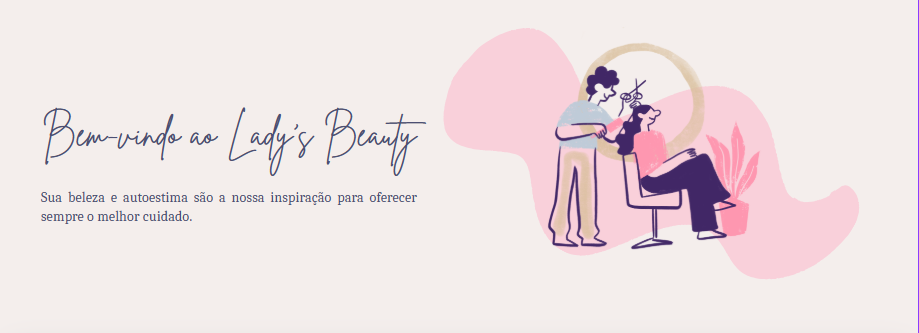 Bem-vindo ao Lady's Beauty
Sua beleza e autoestima são a nossa inspiração para oferecer
sempre o melhor cuidado.